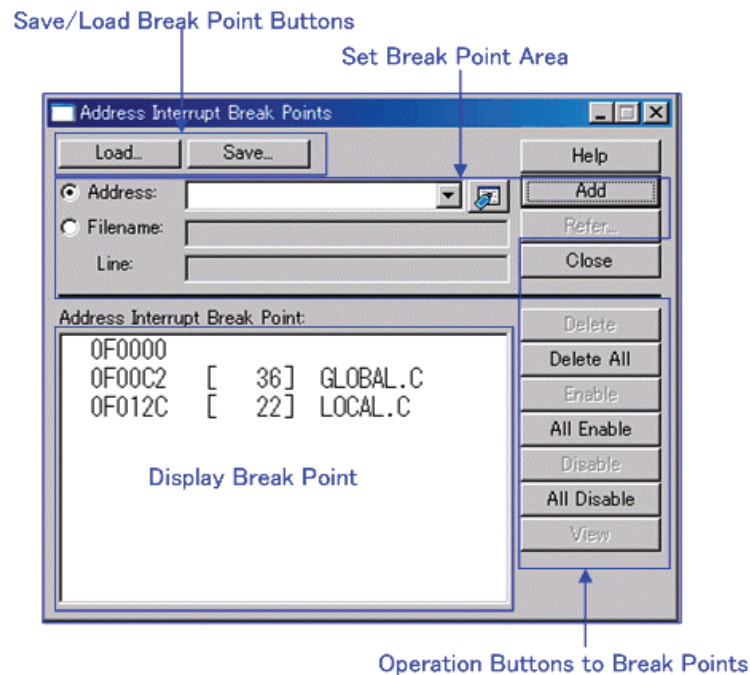 Save/Load Break Point Buttons
Set Break Point Area
Address Interrupt Break Points
Load... Save... Help
Address: Add
Filename: Refer...
Line: Close
Address Interrupt Break Point: Delete
0F0000 Delete All
0F00C2 [ 36] GLOBAL.C Enable
0F012C [ 22] LOCAL.C All Enable
Display Break Point Disable
All Disable
View
Operation Buttons to Break Points